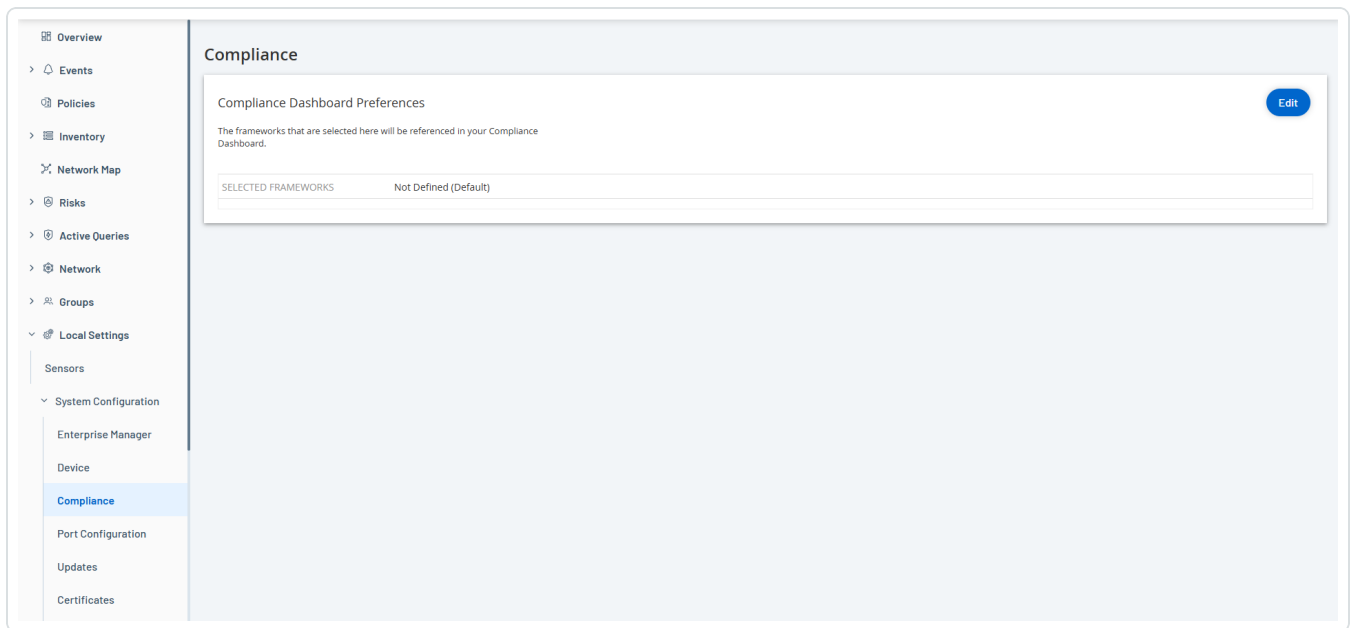 Overview
Events
Policies
Inventory
Network Map
Risks
Active Queries
Network
Groups
Local Settings
Sensors
System Configuration
Enterprise Manager
Device
Compliance
Port Configuration
Updates
Certificates
Compliance
Compliance Dashboard Preferences
Edit
The frameworks that are selected here will be referenced in your Compliance
Dashboard.
SELECTED FRAMEWORKS Not Defined (Default)